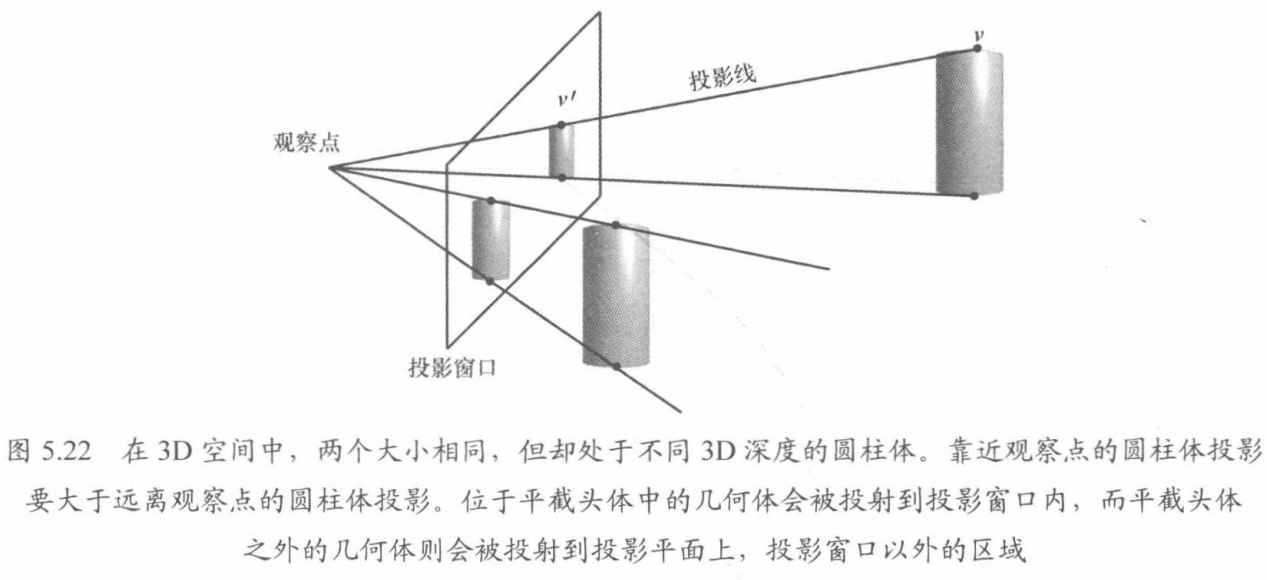 ν
投影线
ν′
观察点
投影窗口
图 5.22 在 3D 空间中，两个大小相同，但却处于不同 3D 深度的圆柱体。靠近观察点的圆柱体投影
要大于远离观察点的圆柱体投影。位于平截头体中的几何体会被投射到投影窗口内，而平截头体
之外的几何体则会被投射到投影平面上，投影窗口以外的区域